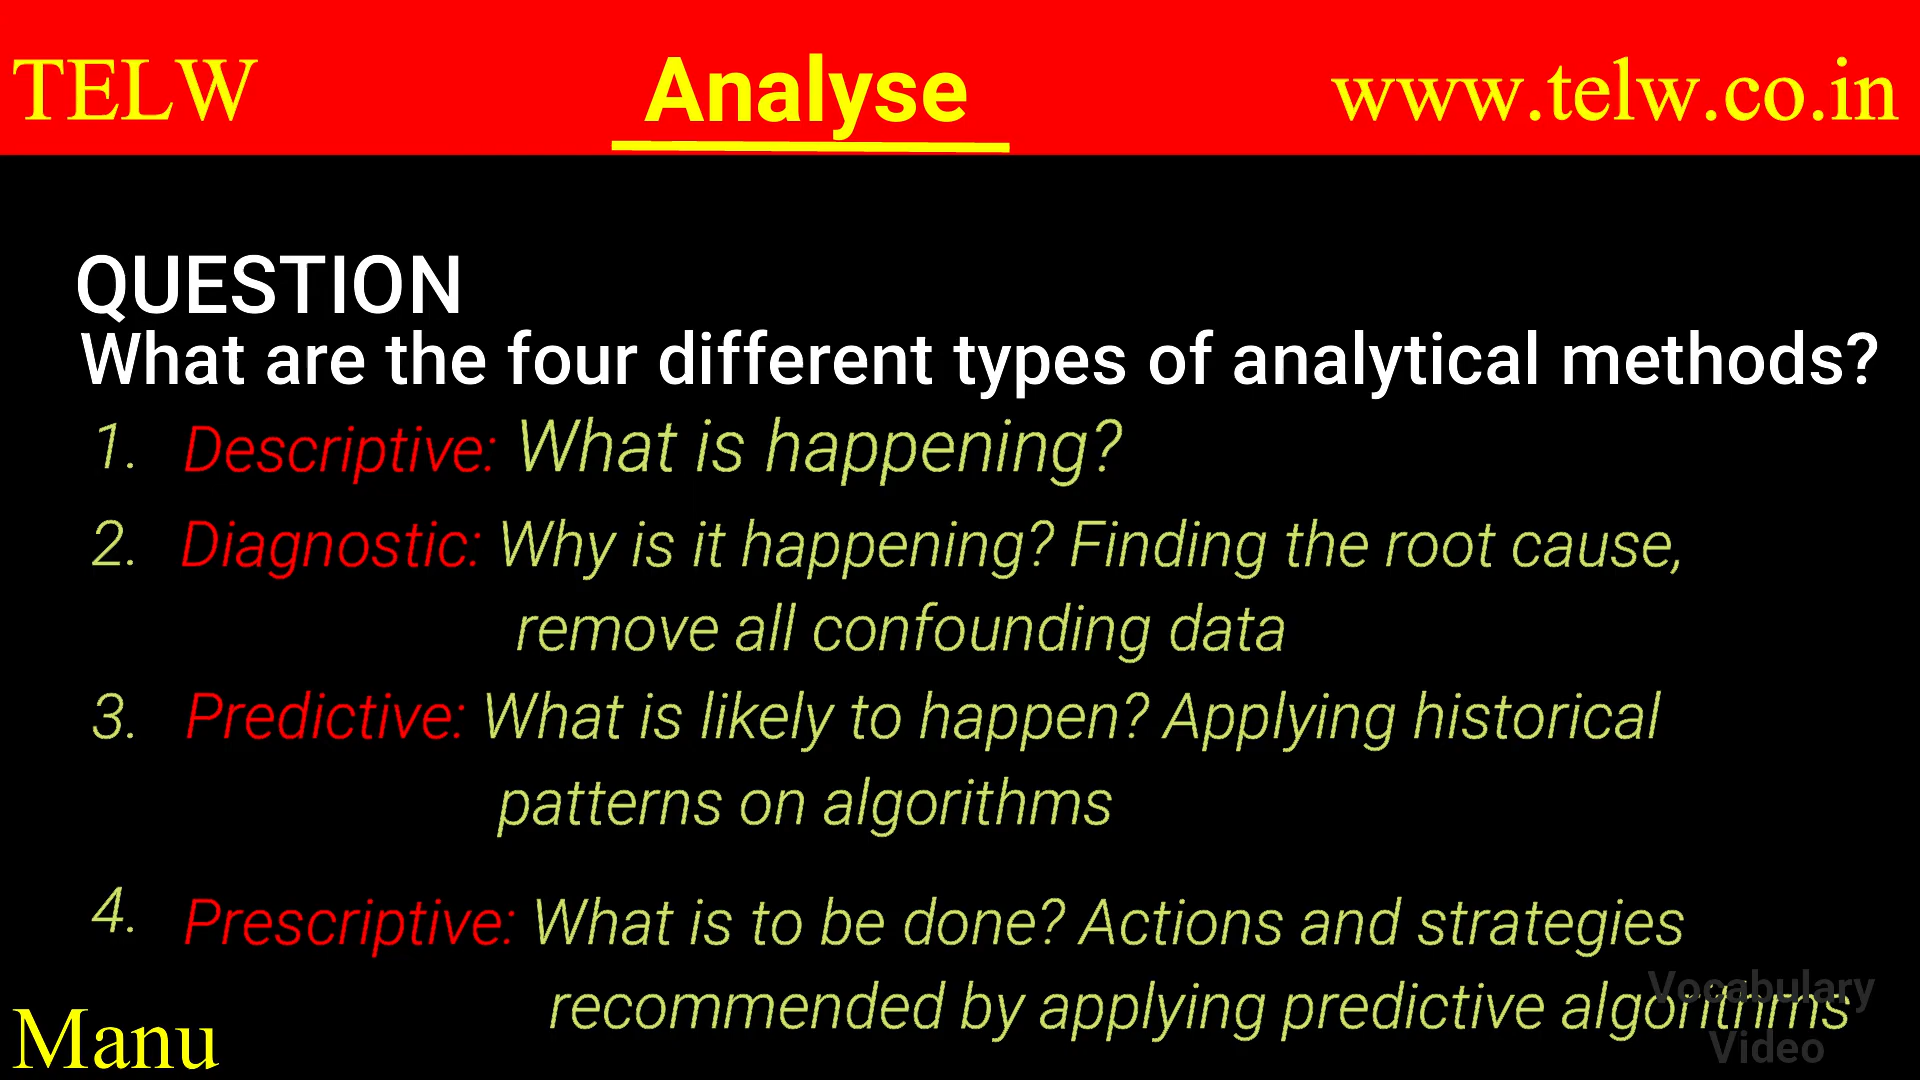 TELW Analyse www.telw.co.in
QUESTION
What are the four different types of analytical methods?
1. Descriptive: What is happening?
2. Diagnostic: Why is it happening? Finding the root cause,
remove all confounding data
3. Predictive: What is likely to happen? Applying historical
patterns on algorithms
4. Prescriptive: What is to be done? Actions and strategies
recommended by applying predictive algorithms
Vocabulary
Video
Manu